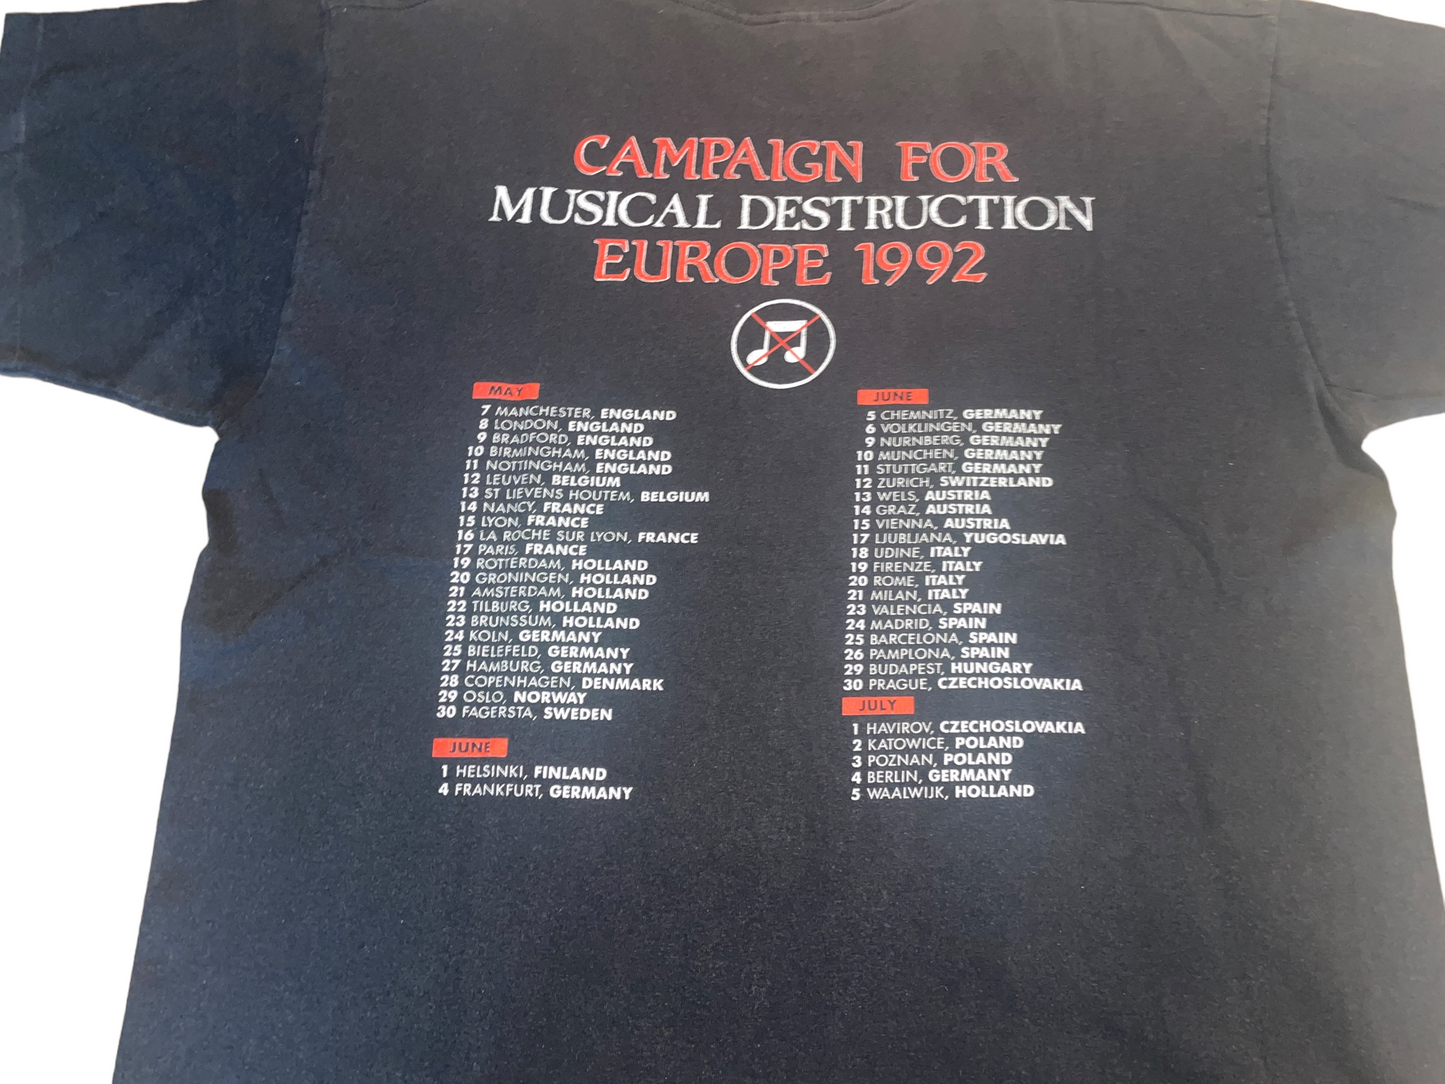 CAMPAIGN FOR
MUSICAL DESTRUCTION
EUROPE 1992
MAY
7 MANCHESTER, ENGLAND
8 LONDON, ENGLAND
9 BRADFORD, ENGLAND
10 BIRMINGHAM, ENGLAND
11 NOTTINGHAM, ENGLAND
12 LEUVEN, BELGIUM
13 ST LIEVENS HOUTEM, BELGIUM
14 NANCY, FRANCE
15 LYON, FRANCE
16 LA ROCHE SUR LYON, FRANCE
17 PARIS, FRANCE
19 ROTTERDAM, HOLLAND
20 GRONINGEN, HOLLAND
21 AMSTERDAM, HOLLAND
22 TILBURG, HOLLAND
23 BRUNSSUM, HOLLAND
24 KOLN, GERMANY
25 BIELEFELD, GERMANY
27 HAMBURG, GERMANY
28 COPENHAGEN, DENMARK
29 OSLO, NORWAY
30 FAGERSTA, SWEDEN
JUNE
1 HELSINKI, FINLAND
4 FRANKFURT, GERMANY
JUNE
5 CHEMNITZ, GERMANY
6 VOLKLINGEN, GERMANY
9 NURNBERG, GERMANY
10 MUNCHEN, GERMANY
11 STUTTGART, GERMANY
12 ZURICH, SWITZERLAND
13 WELS, AUSTRIA
14 GRAZ, AUSTRIA
15 VIENNA, AUSTRIA
17 LJUBLJANA, YUGOSLAVIA
18 UDINE, ITALY
19 FIRENZE, ITALY
20 ROME, ITALY
21 MILAN, ITALY
23 VALENCIA, SPAIN
24 MADRID, SPAIN
25 BARCELONA, SPAIN
26 PAMPLONA, SPAIN
29 BUDAPEST, HUNGARY
30 PRAGUE, CZECHOSLOVAKIA
JULY
1 HAVIROV, CZECHOSLOVAKIA
2 KATOWICE, POLAND
3 POZNAN, POLAND
4 BERLIN, GERMANY
5 WAALWIJK, HOLLAND